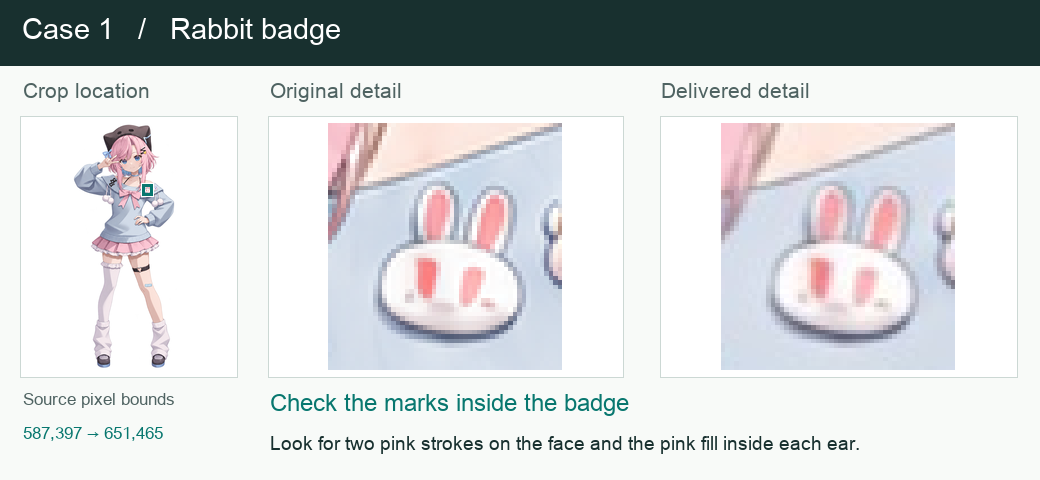 Case 1 / Rabbit badge
Crop location
Original detail
Delivered detail
Source pixel bounds
587,397 → 651,465
Check the marks inside the badge
Look for two pink strokes on the face and the pink fill inside each ear.